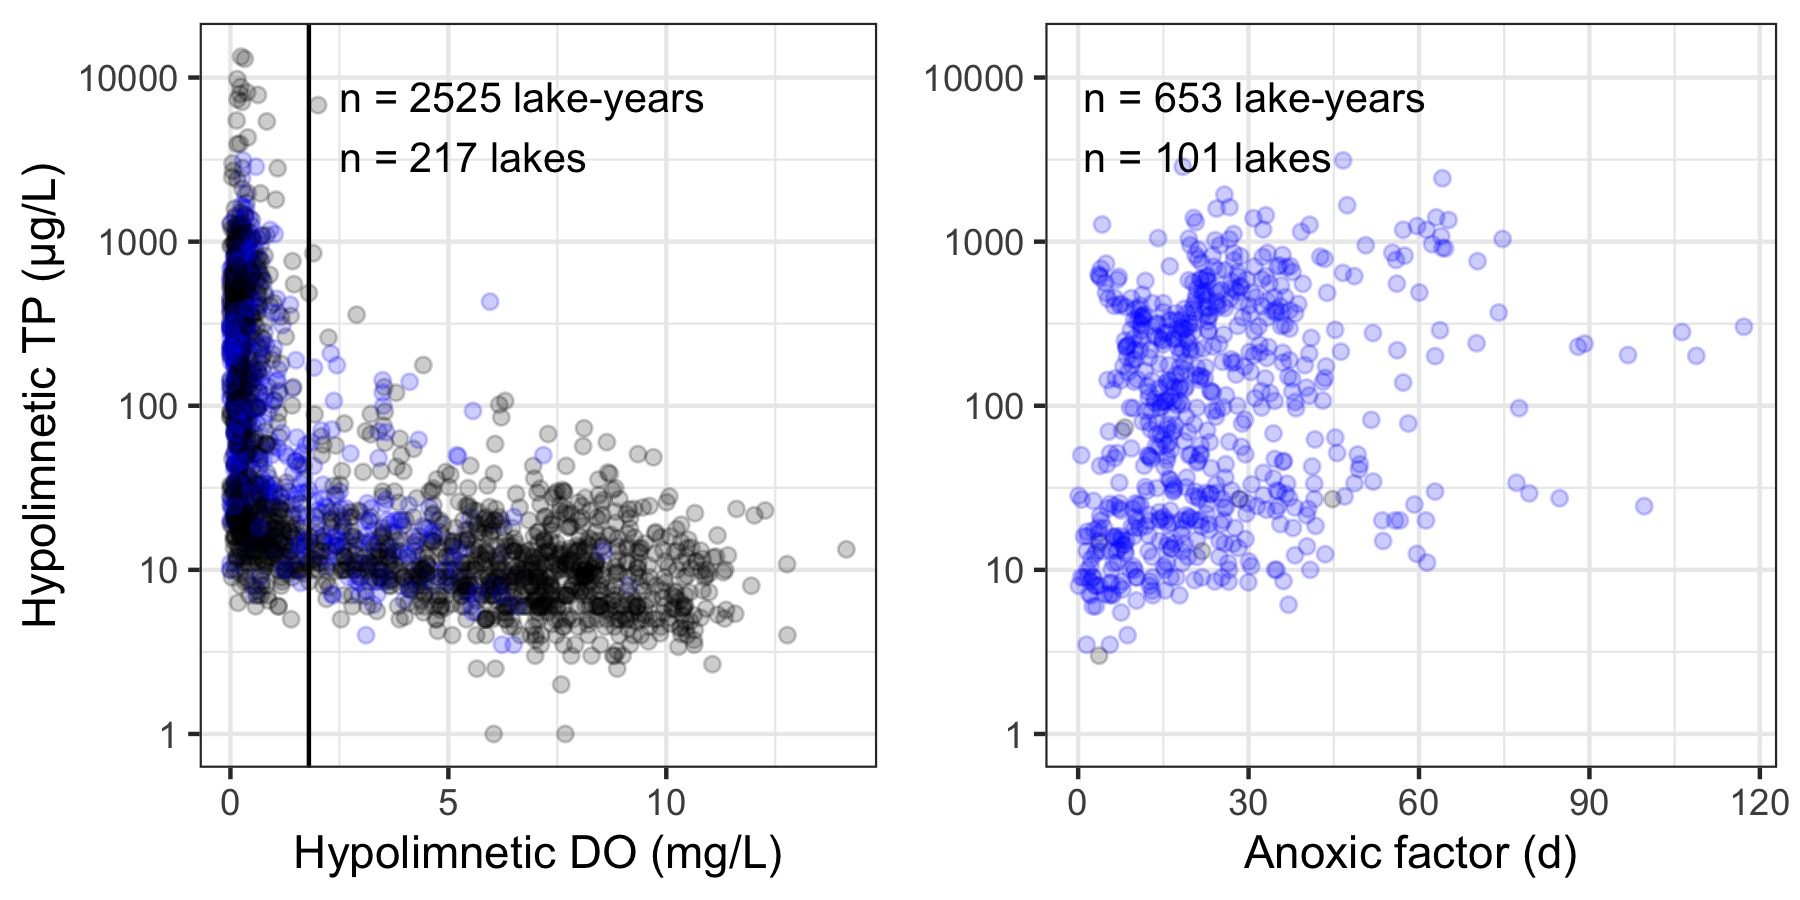 n = 2525 lake-years
n = 217 lakes
10000
1000
100
10
1
0
5
10
Hypolimnetic TP (µg/L)
Hypolimnetic DO (mg/L)
n = 653 lake-years
n = 101 lakes
10000
1000
100
10
1
0
30
60
90
120
Anoxic factor (d)